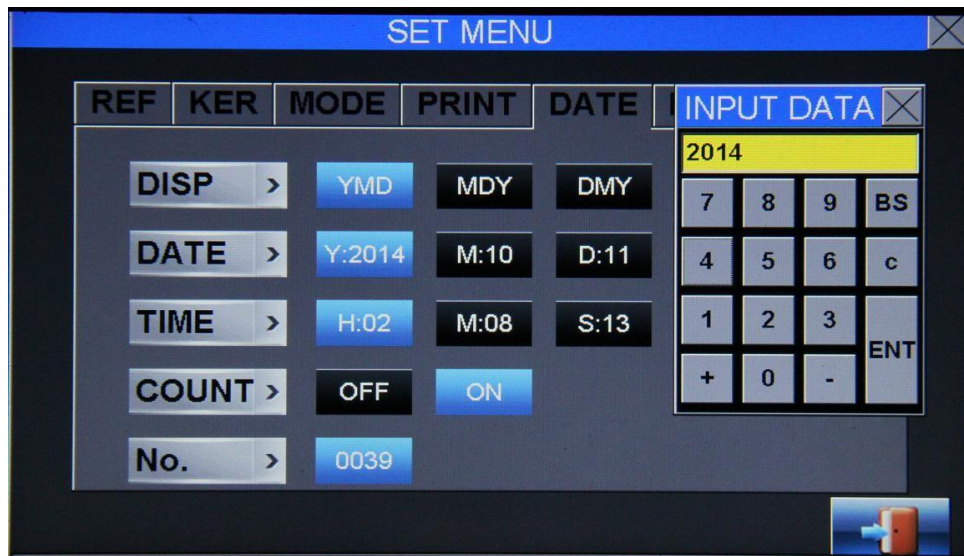 SET MENU
REF KER MODE PRINT DATE
INPUT DATA
2014
DISP > YMD MDY DMY
7 8 9 BS
DATE > Y:2014 M:10 D:11
4 5 6 c
TIME > H:02 M:08 S:13
1 2 3
ENT
COUNT > OFF ON
+ 0 -
No. > 0039